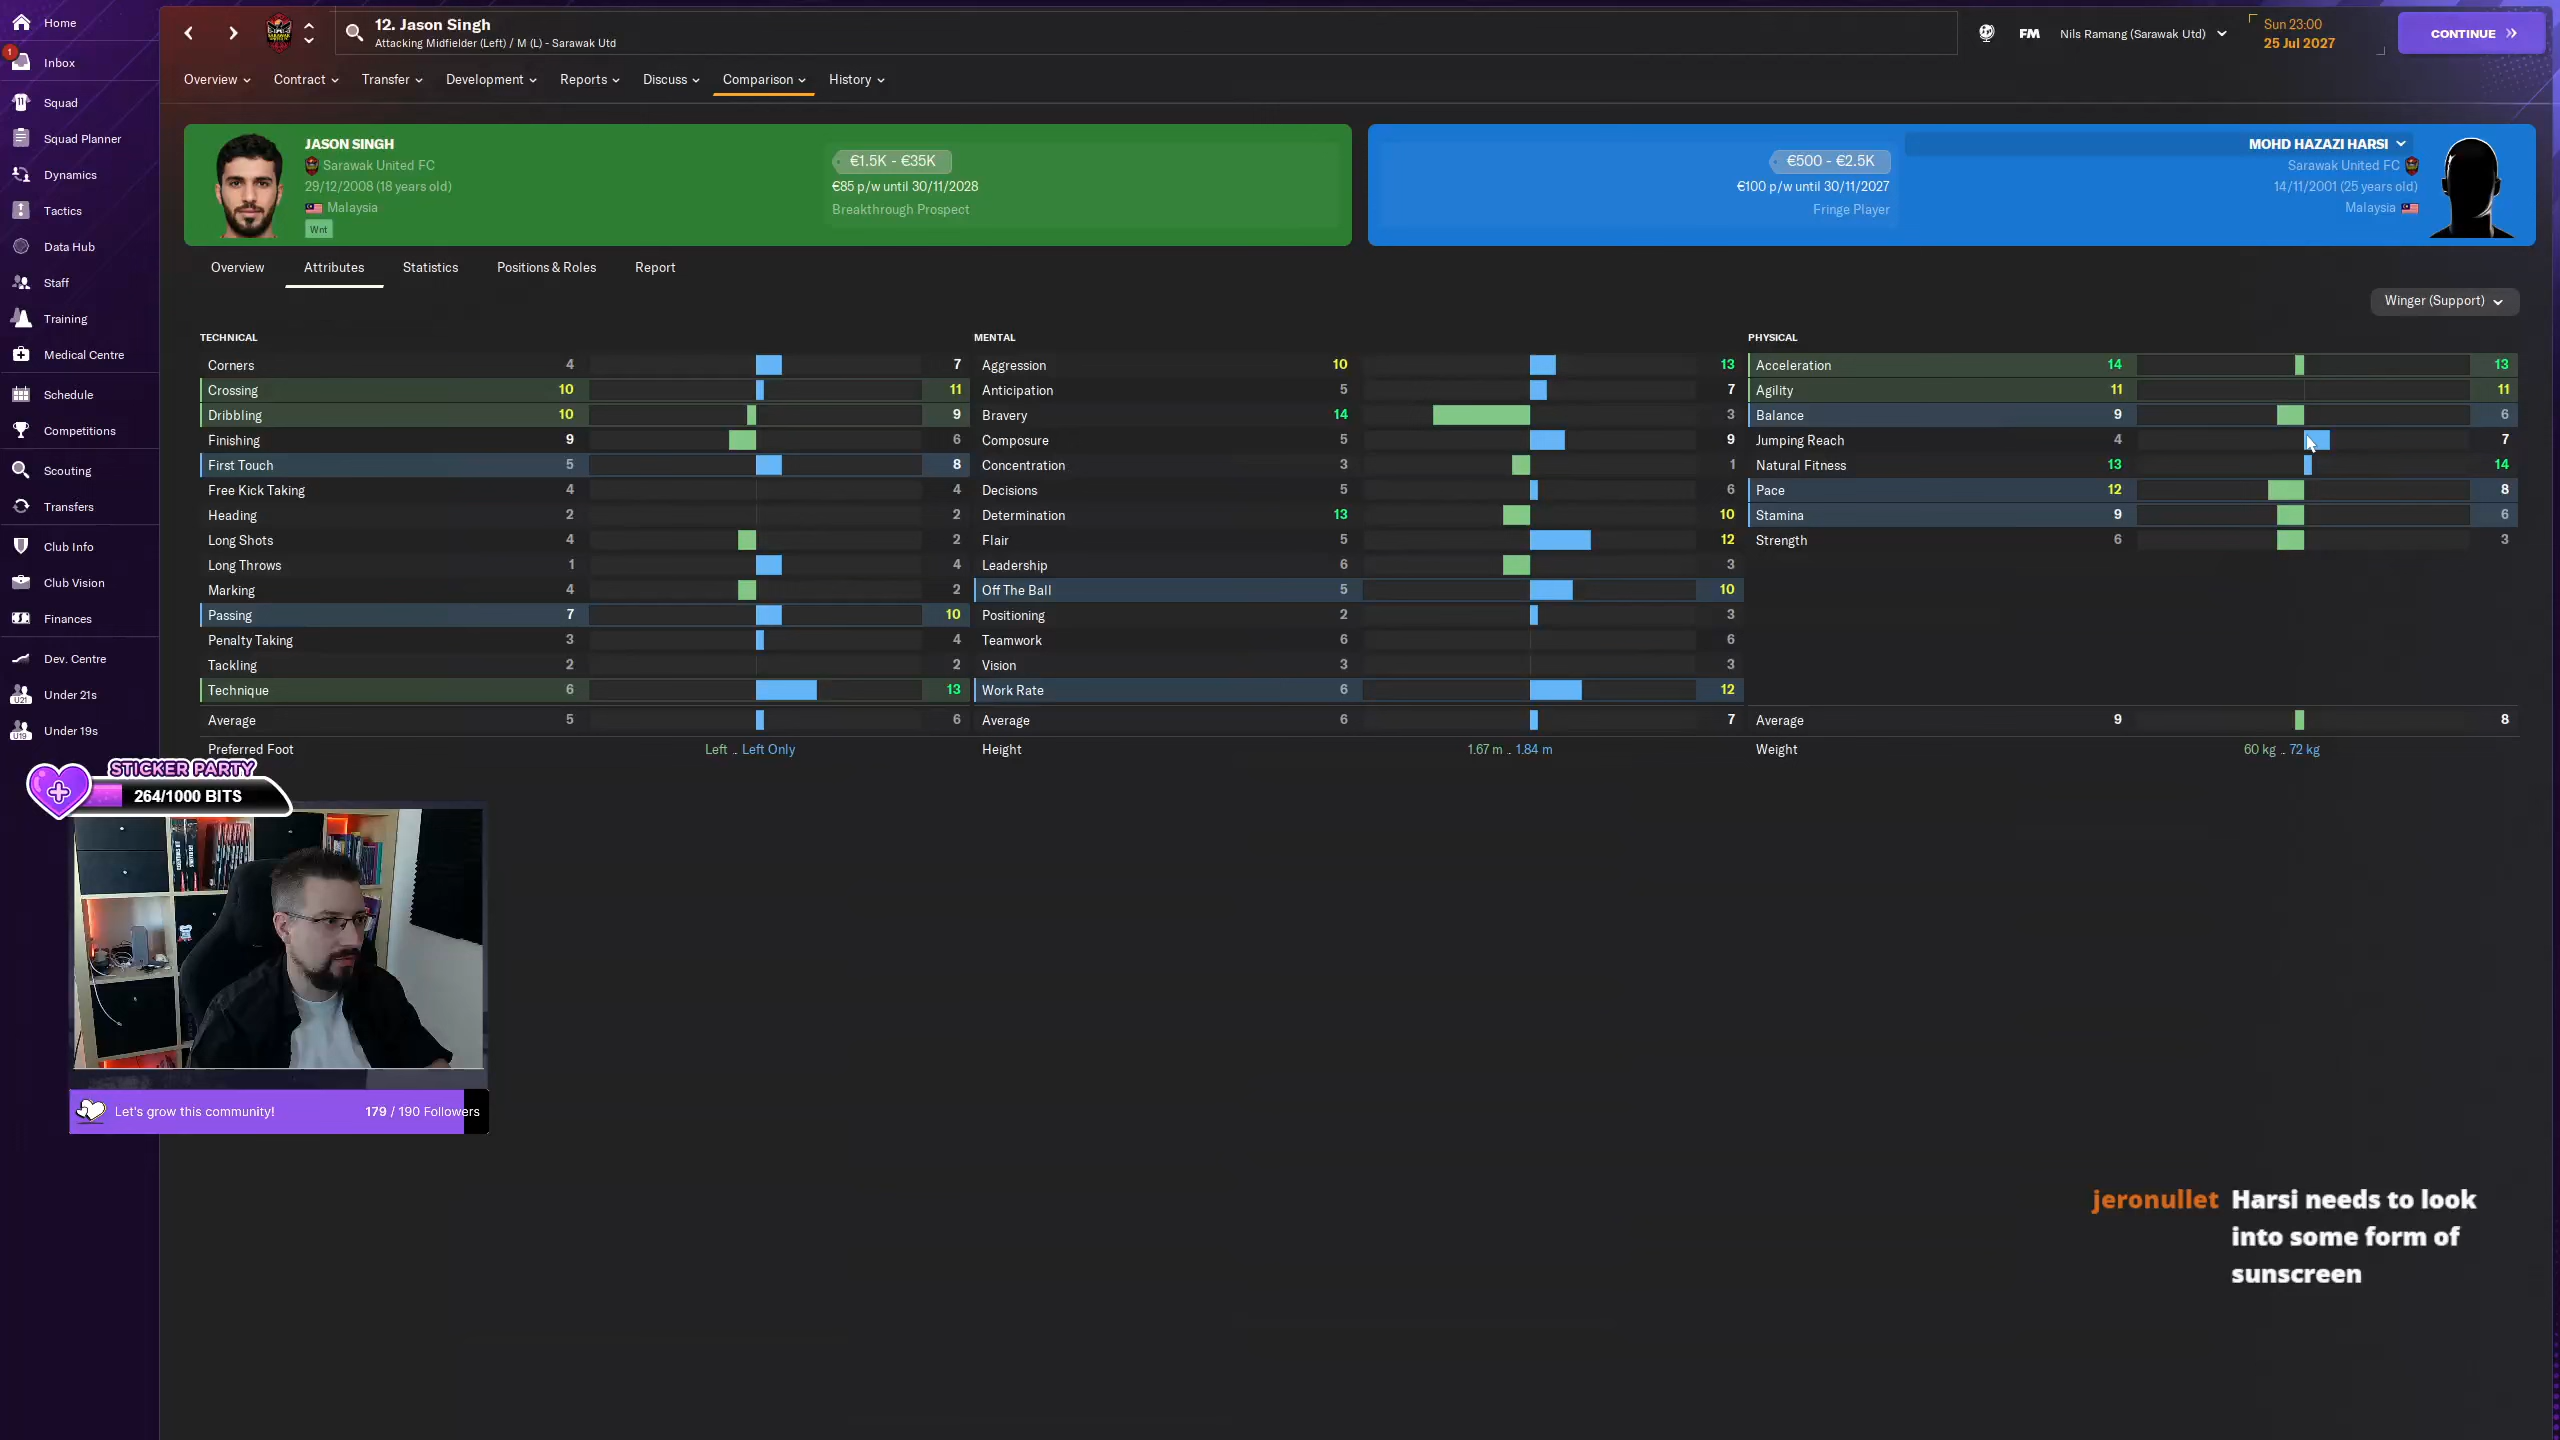 Home
12. Jason Singh
Attacking Midfielder (Left) / M (L) - Sarawak Utd
FM
Nils Ramang (Sarawak Utd)
Sun 23:00
25 Jul 2027
CONTINUE
1
Inbox
Squad
Squad Planner
Dynamics
Tactics
Data Hub
Staff
Training
Medical Centre
Schedule
Competitions
Scouting
Transfers
Club Info
Club Vision
Finances
Dev. Centre
Under 21s
Under 19s
Overview
Contract
Transfer
Development
Reports
Discuss
Comparison
History
JASON SINGH
Sarawak United FC
29/12/2008 (18 years old)
Malaysia
Wnt
€1.5K - €35K
€85 p/w until 30/11/2028
Breakthrough Prospect
€500 - €2.5K
€100 p/w until 30/11/2027
Fringe Player
MOHD HAZAZI HARSI
Sarawak United FC
14/11/2001 (25 years old)
Malaysia
Overview
Attributes
Statistics
Positions & Roles
Report
Winger (Support)
TECHNICAL
Corners 4 7
Crossing 10 11
Dribbling 10 9
Finishing 9 6
First Touch 5 8
Free Kick Taking 4 4
Heading 2 2
Long Shots 4 2
Long Throws 1 4
Marking 4 2
Passing 7 10
Penalty Taking 3 4
Tackling 2 2
Technique 6 13
Average 5 6
Preferred Foot Left .. Left Only
MENTAL
Aggression 10 13
Anticipation 5 7
Bravery 14 3
Composure 5 9
Concentration 3 1
Decisions 5 6
Determination 13 10
Flair 5 12
Leadership 6 3
Off The Ball 5 10
Positioning 2 3
Teamwork 6 6
Vision 3 3
Work Rate 6 12
Average 6 7
Height 1.67 m .. 1.84 m
PHYSICAL
Acceleration 14 13
Agility 11 11
Balance 9 6
Jumping Reach 4 7
Natural Fitness 13 14
Pace 12 8
Stamina 9 6
Strength 6 3
Average 9 8
Weight 60 kg .. 72 kg
STICKER PARTY
264/1000 BITS
Let's grow this community! 179 / 190 Followers
jeronullet Harsi needs to look
into some form of
sunscreen